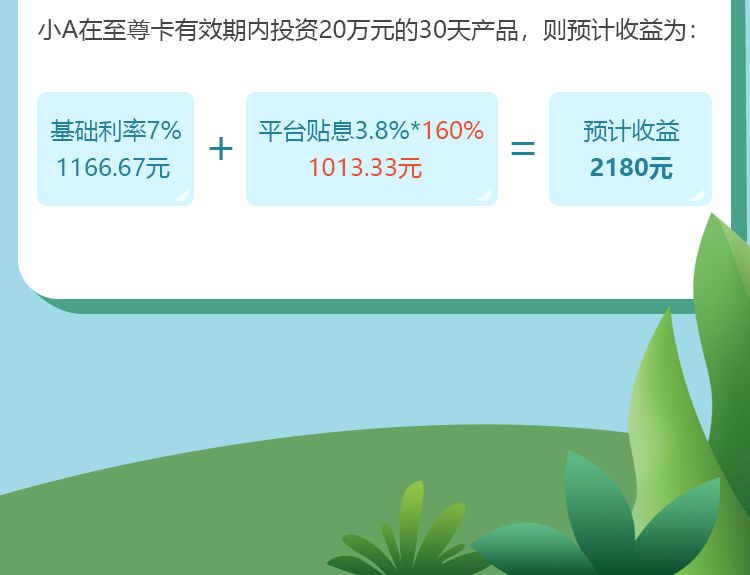 小A在至尊卡有效期内投资20万元的30天产品，则预计收益为：
基础利率7%
1166.67元
+
平台贴息3.8%*160%
1013.33元
=
预计收益
2180元